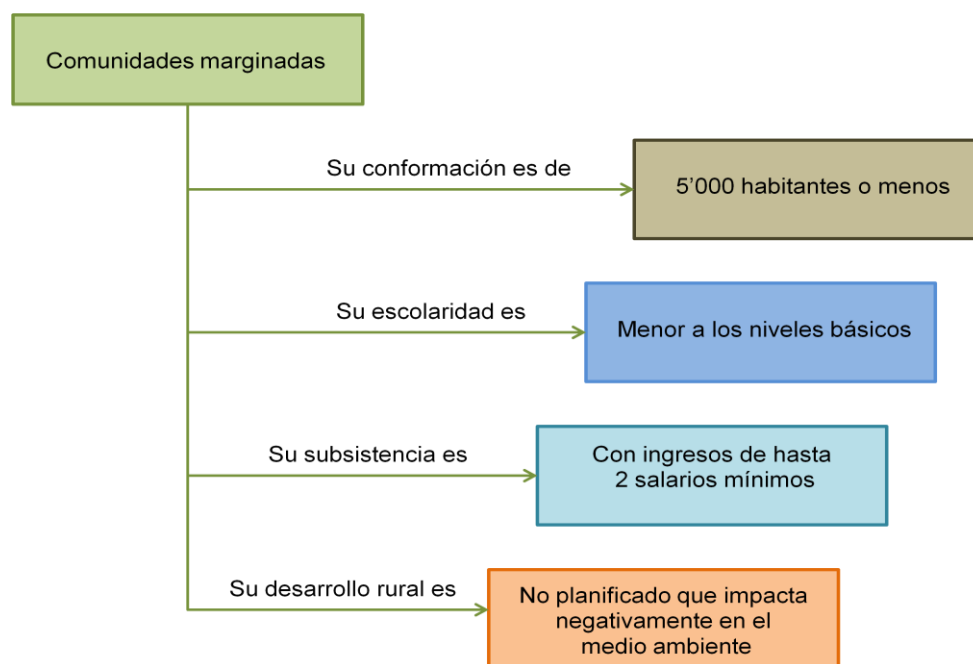 Comunidades marginadas
Su conformación es de
5’000 habitantes o menos
Su escolaridad es
Menor a los niveles básicos
Su subsistencia es
Con ingresos de hasta
2 salarios mínimos
Su desarrollo rural es
No planificado que impacta
negativamente en el
medio ambiente